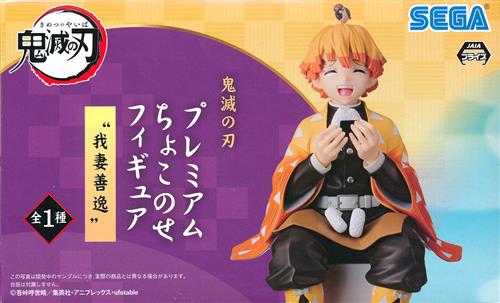 きめつのやいば
鬼滅の刃
SEGA
JAIA
プライズ
鬼滅の刃
プレミアム
ちょこのせ
フィギュア
“我妻善逸”
全1種
この写真は開発中のサンプルにつき、実際の商品とは異なる場合があります。
台座は付属しません。
©吾峠呼世晴／集英社・アニプレックス・ufotable